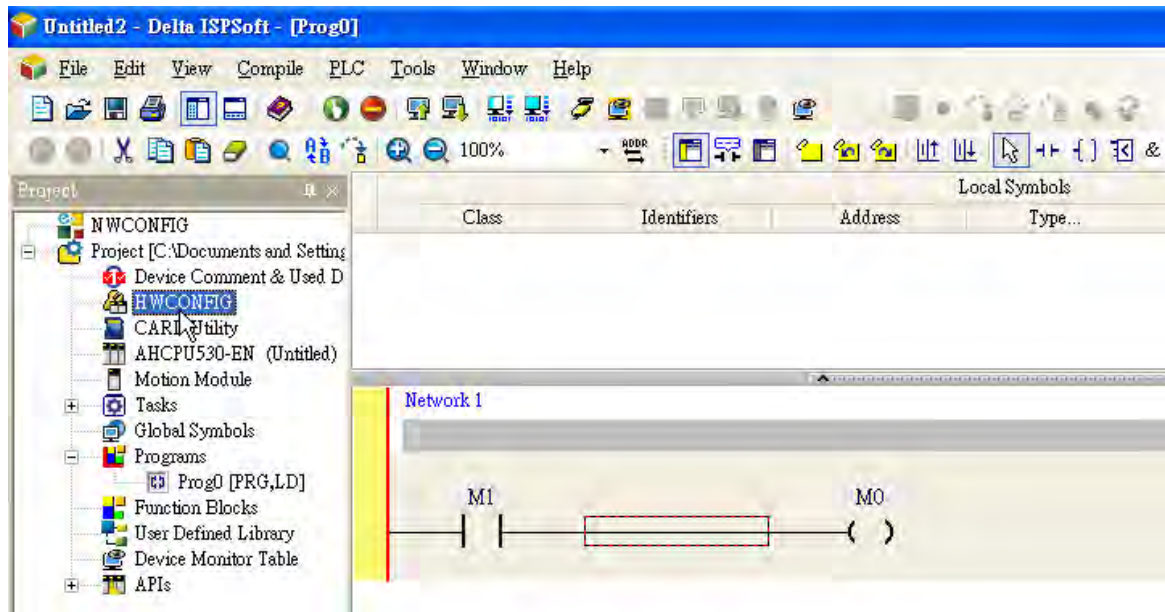 Untitled2 - Delta ISPSoft - [Prog0]
File Edit View Compile PLC Tools Window Help
100% ADDR &
Project
Local Symbols
Class Identifiers Address Type...
NWCONFIG
Project [C:\Documents and Setting
Device Comment & Used D
HWCONFIG
CARD Utility
AHCPU530-EN (Untitled)
Motion Module
Tasks
Global Symbols
Programs
Prog0 [PRG,LD]
Function Blocks
User Defined Library
Device Monitor Table
APIs
Network 1
M1 M0